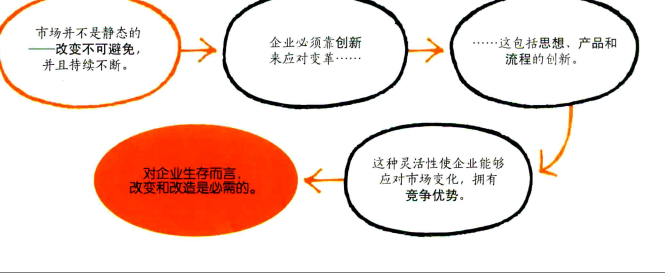 市场并不是静态的
——改变不可避免，
并且持续不断。
企业必须靠创新
来应对变革……
……这包括思想、产品和
流程的创新。
这种灵活性使企业能够
应对市场变化，拥有
竞争优势。
对企业生存而言，
改变和改造是必需的。